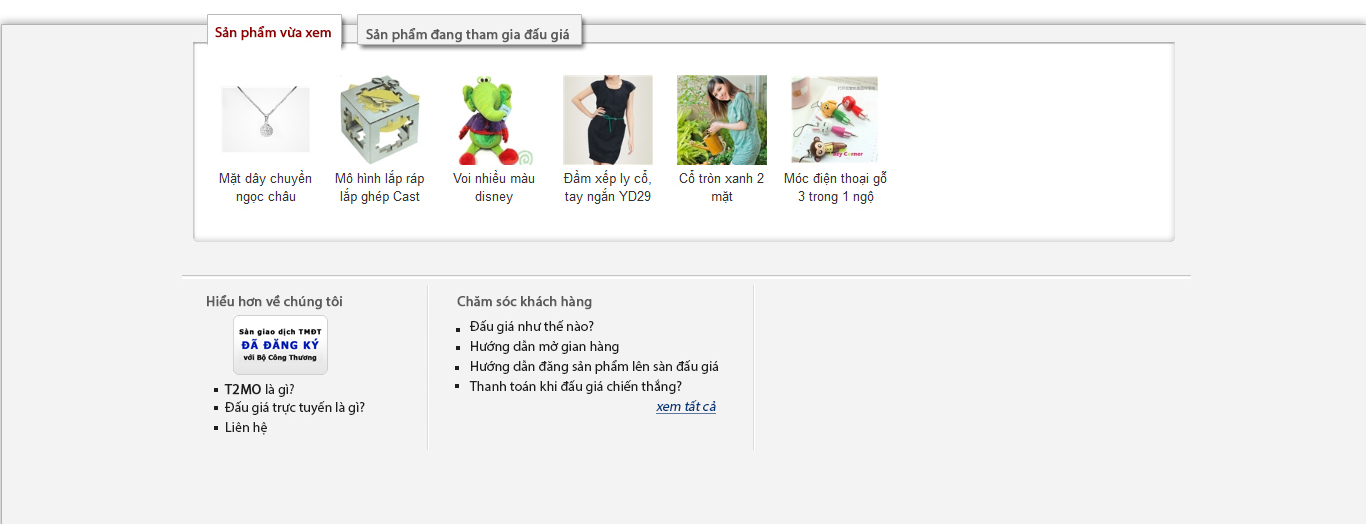 Sản phẩm vừa xem
Sản phẩm đang tham gia đấu giá
Mặt dây chuyền
ngọc châu
Mô hình lắp ráp
lắp ghép Cast
Voi nhiều màu
disney
Đầm xếp ly cổ,
tay ngắn YD29
Cổ tròn xanh 2
mặt
Móc điện thoại gỗ
3 trong 1 ngộ
Hiểu hơn về chúng tôi
Sàn giao dịch TMĐT
ĐÃ ĐĂNG KÝ
với Bộ Công Thương
T2MO là gì?
Đấu giá trực tuyến là gì?
Liên hệ
Chăm sóc khách hàng
Đấu giá như thế nào?
Hướng dẫn mở gian hàng
Hướng dẫn đăng sản phẩm lên sàn đấu giá
Thanh toán khi đấu giá chiến thắng?
xem tất cả